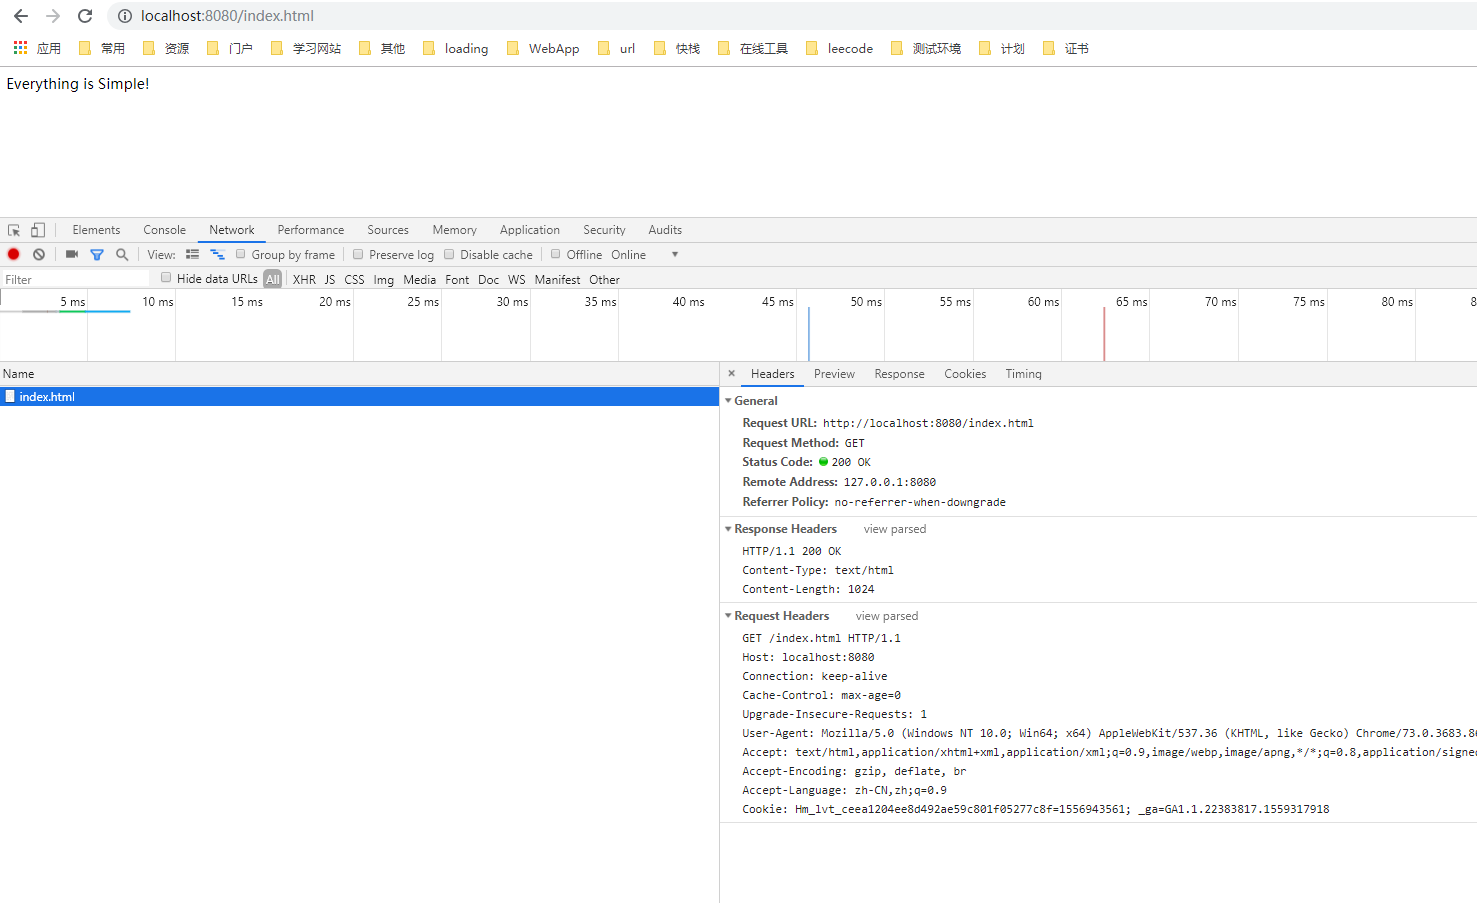 localhost:8080/index.html
应用 常用 资源 门户 学习网站 其他 loading WebApp url 快栈 在线工具 leecode 测试环境 计划 证书
Everything is Simple!
Elements Console Network Performance Sources Memory Application Security Audits
View: Group by frame Preserve log Disable cache Offline Online
Filter Hide data URLs All XHR JS CSS Img Media Font Doc WS Manifest Other
5 ms 10 ms 15 ms 20 ms 25 ms 30 ms 35 ms 40 ms 45 ms 50 ms 55 ms 60 ms 65 ms 70 ms 75 ms 80 ms 8
Name
index.html
× Headers Preview Response Cookies Timing
General
Request URL: http://localhost:8080/index.html
Request Method: GET
Status Code: 200 OK
Remote Address: 127.0.0.1:8080
Referrer Policy: no-referrer-when-downgrade
Response Headers view parsed
HTTP/1.1 200 OK
Content-Type: text/html
Content-Length: 1024
Request Headers view parsed
GET /index.html HTTP/1.1
Host: localhost:8080
Connection: keep-alive
Cache-Control: max-age=0
Upgrade-Insecure-Requests: 1
User-Agent: Mozilla/5.0 (Windows NT 10.0; Win64; x64) AppleWebKit/537.36 (KHTML, like Gecko) Chrome/73.0.3683.86
Accept: text/html,application/xhtml+xml,application/xml;q=0.9,image/webp,image/apng,*/*;q=0.8,application/signed
Accept-Encoding: gzip, deflate, br
Accept-Language: zh-CN,zh;q=0.9
Cookie: Hm_lvt_ceea1204ee8d492ae59c801f05277c8f=1556943561; _ga=GA1.1.22383817.1559317918